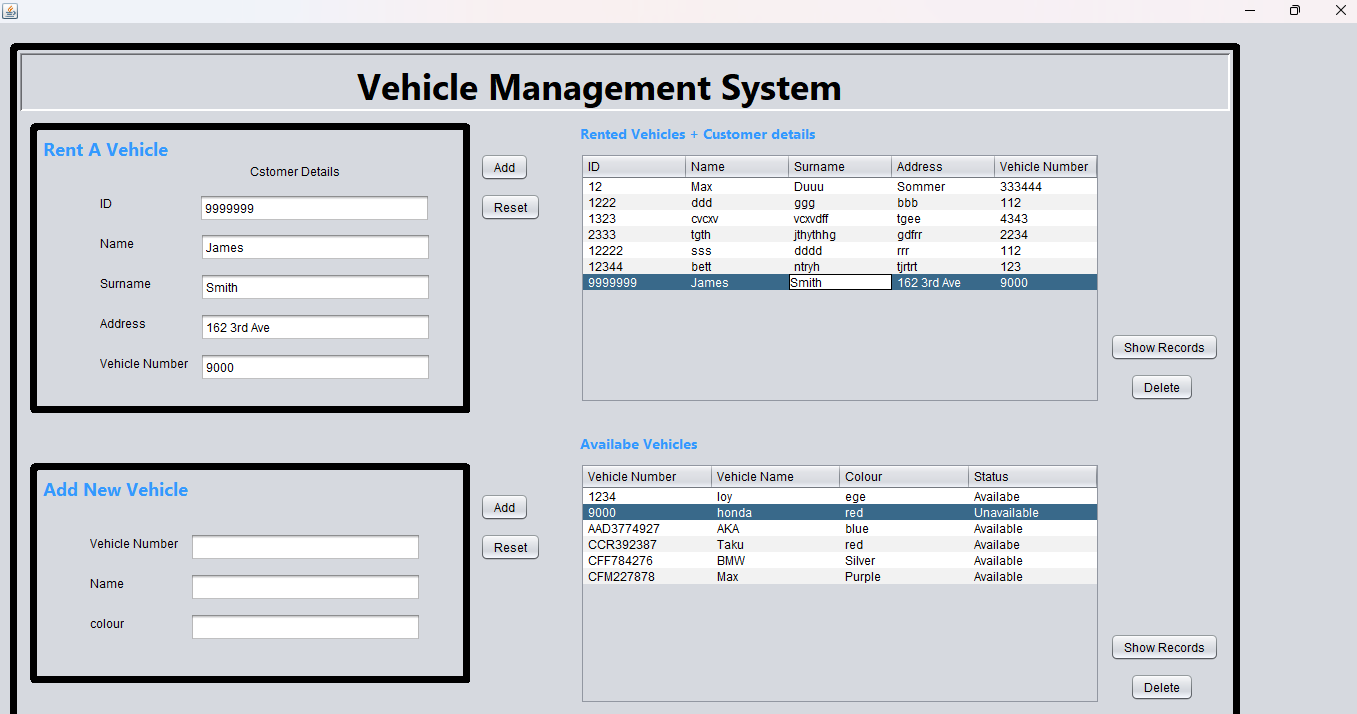 Vehicle Management System
Rent A Vehicle
Cstomer Details
ID 9999999
Name James
Surname Smith
Address 162 3rd Ave
Vehicle Number 9000
Add
Reset
Rented Vehicles + Customer details
ID Name Surname Address Vehicle Number
12 Max Duuu Sommer 333444
1222 ddd ggg bbb 112
1323 cvcxv vcxvdff tgee 4343
2333 tgth jthythhg gdfrr 2234
12222 sss dddd rrr 112
12344 bett ntryh tjrtrt 123
9999999 James Smith 162 3rd Ave 9000
Show Records
Delete
Add New Vehicle
Vehicle Number
Name
colour
Add
Reset
Availabe Vehicles
Vehicle Number Vehicle Name Colour Status
1234 loy ege Availabe
9000 honda red Unavailable
AAD3774927 AKA blue Available
CCR392387 Taku red Availabe
CFF784276 BMW Silver Available
CFM227878 Max Purple Available
Show Records
Delete